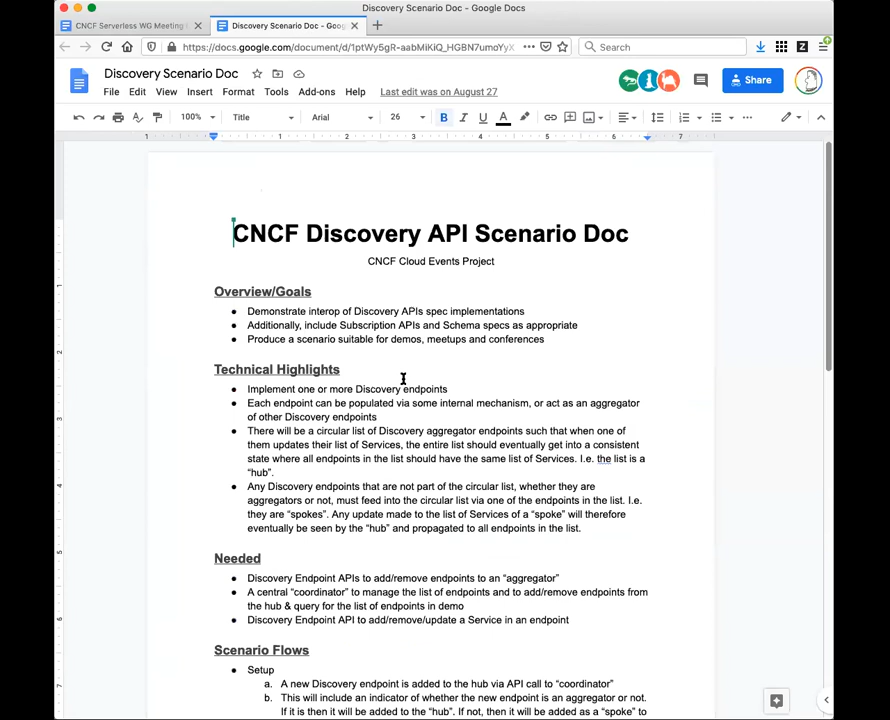 Discovery Scenario Doc - Google Docs
CNCF Serverless WG Meeting
Discovery Scenario Doc - Goog
https://docs.google.com/document/d/1ptWy5gR-aabMiKiQ_HGBN7umoYyX
Search
Discovery Scenario Doc
File Edit View Insert Format Tools Add-ons Help Last edit was on August 27
Share
100% Title Arial 26 B I U A
1 1 2 3 4 5 6 7
CNCF Discovery API Scenario Doc
CNCF Cloud Events Project
Overview/Goals
● Demonstrate interop of Discovery APIs spec implementations
● Additionally, include Subscription APIs and Schema specs as appropriate
● Produce a scenario suitable for demos, meetups and conferences
Technical Highlights
● Implement one or more Discovery endpoints
● Each endpoint can be populated via some internal mechanism, or act as an aggregator
of other Discovery endpoints
● There will be a circular list of Discovery aggregator endpoints such that when one of
them updates their list of Services, the entire list should eventually get into a consistent
state where all endpoints in the list should have the same list of Services. I.e. the list is a
“hub”.
● Any Discovery endpoints that are not part of the circular list, whether they are
aggregators or not, must feed into the circular list via one of the endpoints in the list. I.e.
they are “spokes”. Any update made to the list of Services of a “spoke” will therefore
eventually be seen by the “hub” and propagated to all endpoints in the list.
Needed
● Discovery Endpoint APIs to add/remove endpoints to an “aggregator”
● A central “coordinator” to manage the list of endpoints and to add/remove endpoints from
the hub & query for the list of endpoints in demo
● Discovery Endpoint API to add/remove/update a Service in an endpoint
Scenario Flows
● Setup
a. A new Discovery endpoint is added to the hub via API call to “coordinator”
b. This will include an indicator of whether the new endpoint is an aggregator or not.
If it is then it will be added to the “hub”. If not, then it will be added as a “spoke” to